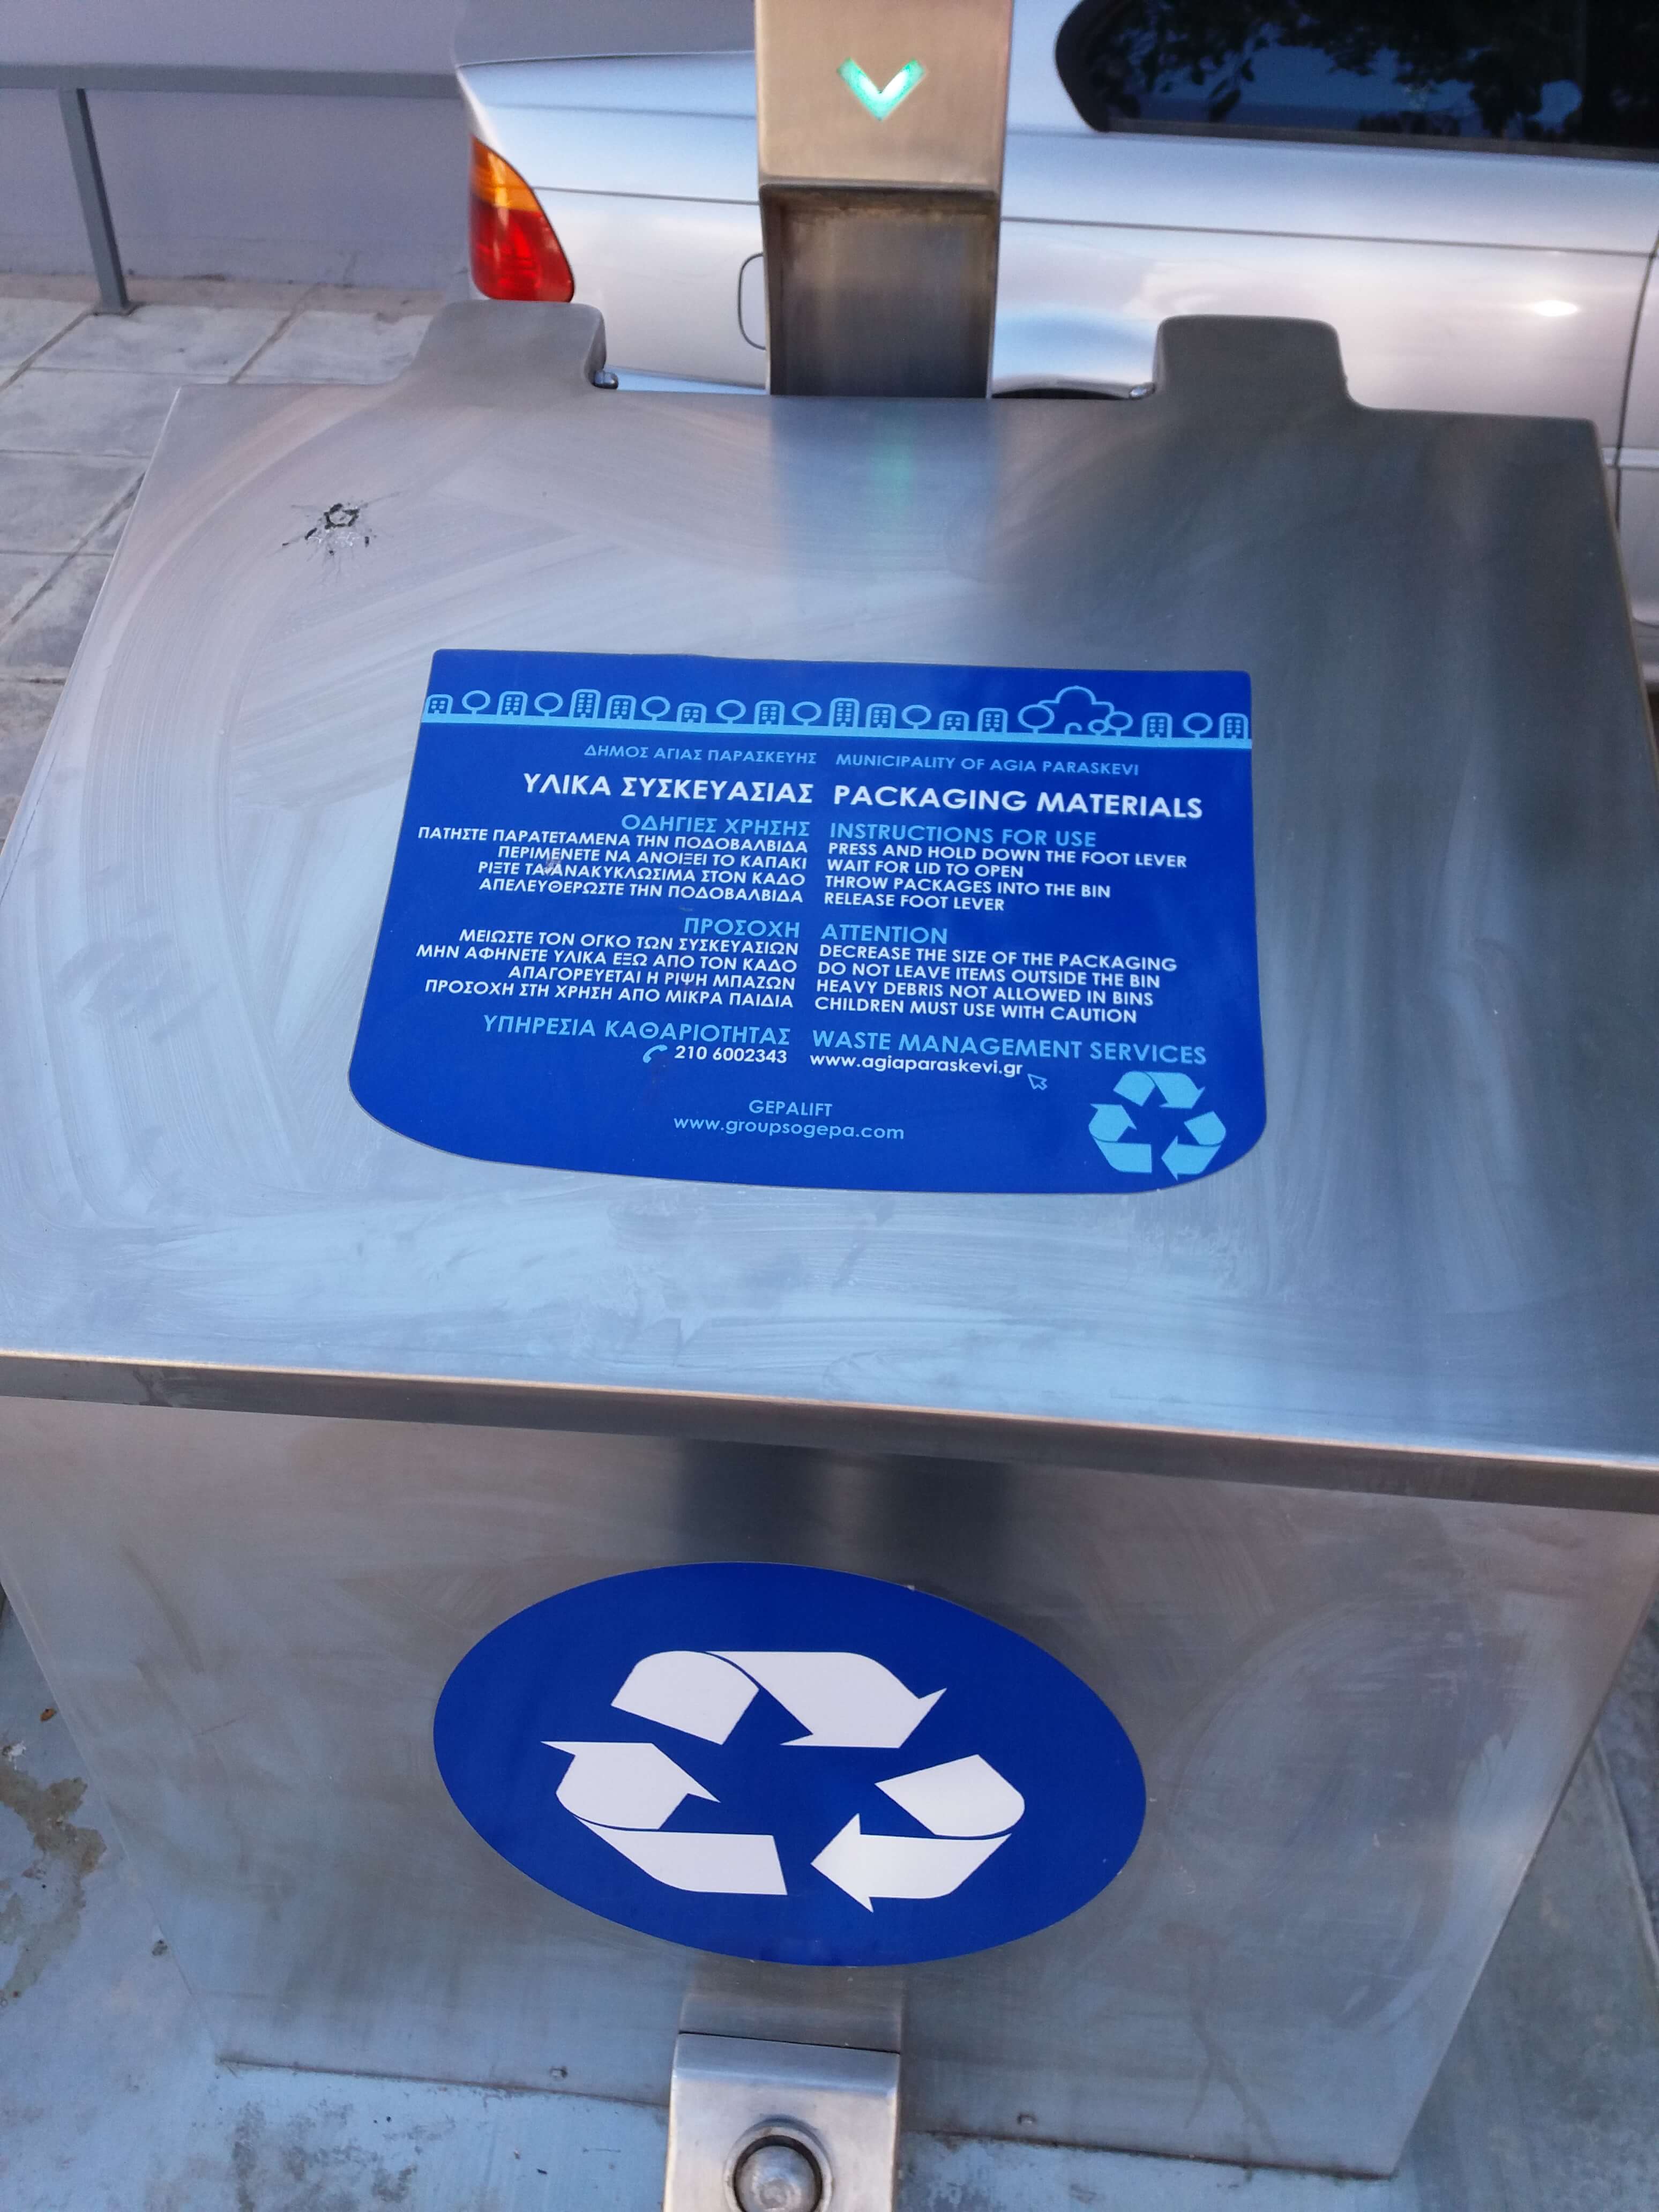 ΔΗΜΟΣ ΑΓΙΑΣ ΠΑΡΑΣΚΕΥΗΣ
ΥΛΙΚΑ ΣΥΣΚΕΥΑΣΙΑΣ
ΟΔΗΓΙΕΣ ΧΡΗΣΗΣ
ΠΑΤΗΣΤΕ ΠΑΡΑΤΕΤΑΜΕΝΑ ΤΗΝ ΠΟΔΟΒΑΛΒΙΔΑ
ΠΕΡΙΜΕΝΕΤΕ ΝΑ ΑΝΟΙΞΕΙ ΤΟ ΚΑΠΑΚΙ
ΡΙΞΤΕ ΤΑ ΑΝΑΚΥΚΛΩΣΙΜΑ ΣΤΟΝ ΚΑΔΟ
ΑΠΕΛΕΥΘΕΡΩΣΤΕ ΤΗΝ ΠΟΔΟΒΑΛΒΙΔΑ
ΠΡΟΣΟΧΗ
ΜΕΙΩΣΤΕ ΤΟΝ ΟΓΚΟ ΤΩΝ ΣΥΣΚΕΥΑΣΙΩΝ
ΜΗΝ ΑΦΗΝΕΤΕ ΥΛΙΚΑ ΕΞΩ ΑΠΟ ΤΟΝ ΚΑΔΟ
ΑΠΑΓΟΡΕΥΕΤΑΙ Η ΡΙΨΗ ΜΠΑΖΩΝ
ΠΡΟΣΟΧΗ ΣΤΗ ΧΡΗΣΗ ΑΠΟ ΜΙΚΡΑ ΠΑΙΔΙΑ
ΥΠΗΡΕΣΙΑ ΚΑΘΑΡΙΟΤΗΤΑΣ
210 6002343
MUNICIPALITY OF AGIA PARASKEVI
PACKAGING MATERIALS
INSTRUCTIONS FOR USE
PRESS AND HOLD DOWN THE FOOT LEVER
WAIT FOR LID TO OPEN
THROW PACKAGES INTO THE BIN
RELEASE FOOT LEVER
ATTENTION
DECREASE THE SIZE OF THE PACKAGING
DO NOT LEAVE ITEMS OUTSIDE THE BIN
HEAVY DEBRIS NOT ALLOWED IN BINS
CHILDREN MUST USE WITH CAUTION
WASTE MANAGEMENT SERVICES
www.agiaparaskevi.gr
GEPALIFT
www.groupsogepa.com